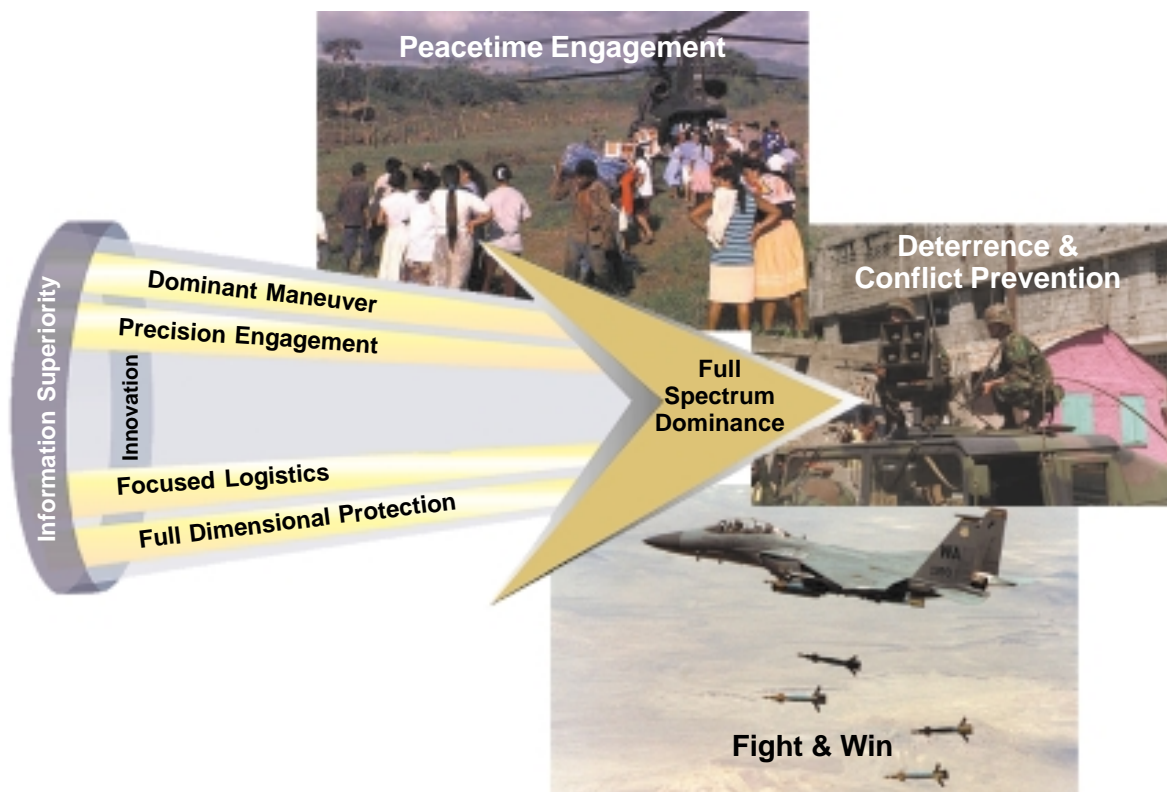 Peacetime Engagement
Deterrence &
Conflict Prevention
Information Superiority
Innovation
Dominant Maneuver
Precision Engagement
Focused Logistics
Full Dimensional Protection
Full
Spectrum
Dominance
WA
Fight & Win